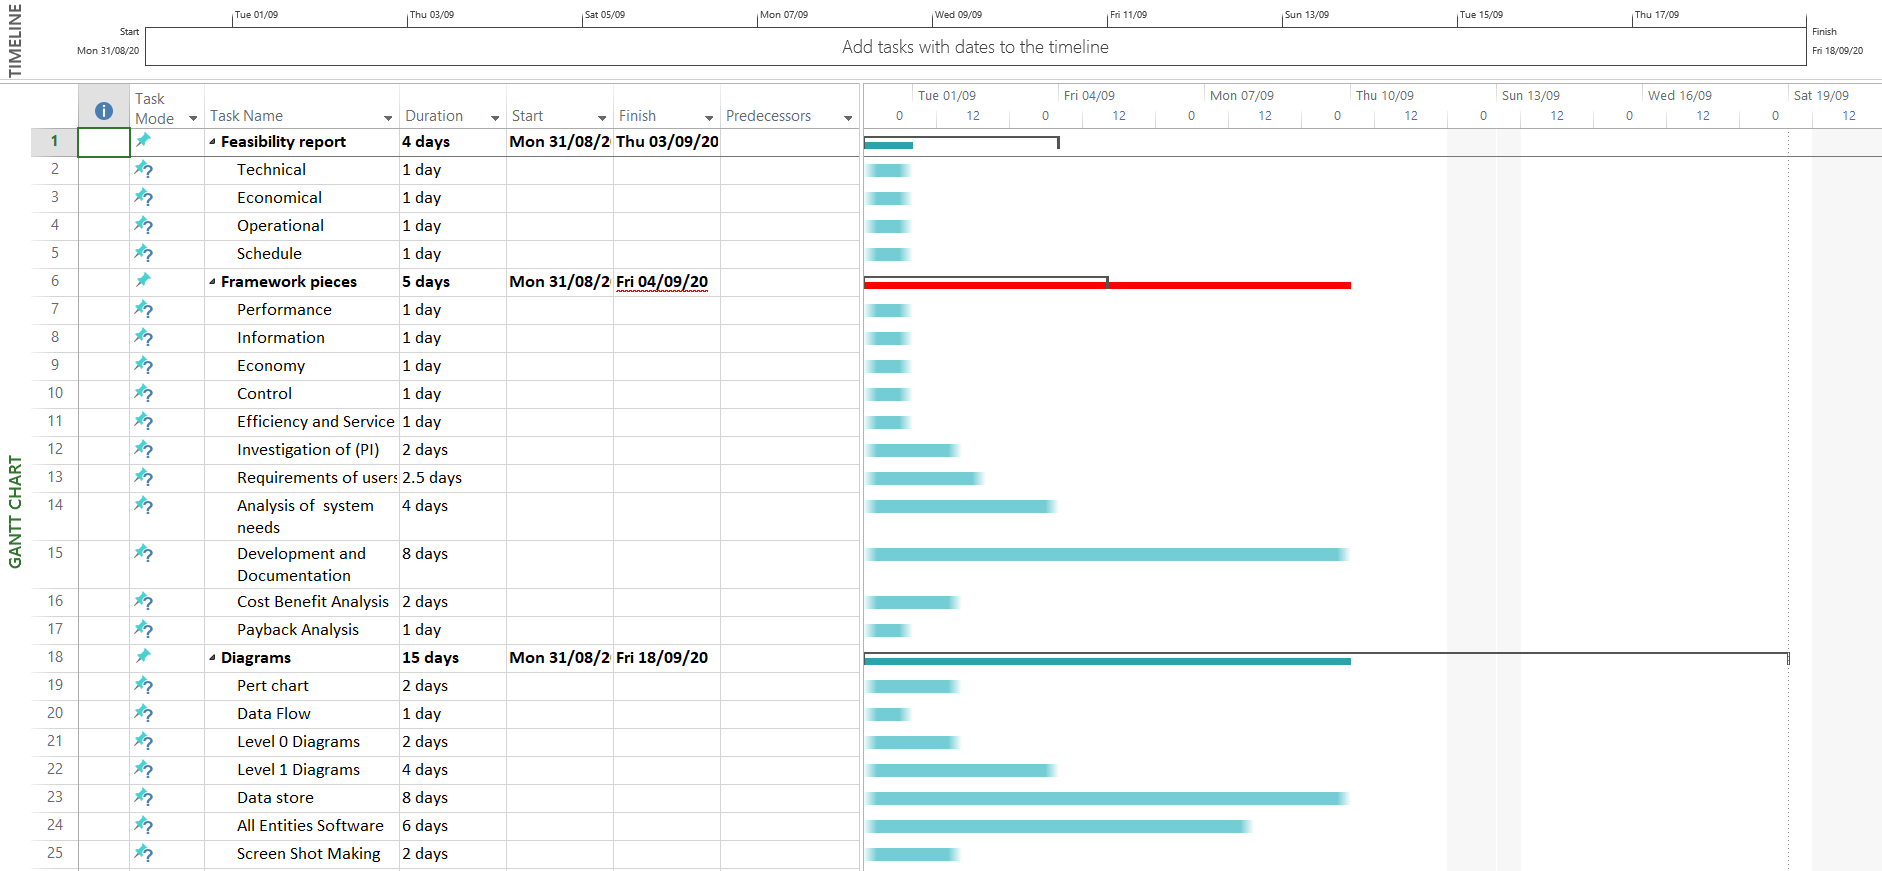 TIMELINE
Tue 01/09 Thu 03/09 Sat 05/09 Mon 07/09 Wed 09/09 Fri 11/09 Sun 13/09 Tue 15/09 Thu 17/09
Start Finish
Mon 31/08/20 Add tasks with dates to the timeline Fri 18/09/20
GANTT CHART
Task Mode Task Name Duration Start Finish Predecessors
Tue 01/09 Fri 04/09 Mon 07/09 Thu 10/09 Sun 13/09 Wed 16/09 Sat 19/09
0 12 0 12 0 12 0 12 0 12 0 12 0 12
1 Feasibility report 4 days Mon 31/08/2 Thu 03/09/20
2 Technical 1 day
3 Economical 1 day
4 Operational 1 day
5 Schedule 1 day
6 Framework pieces 5 days Mon 31/08/2 Fri 04/09/20
7 Performance 1 day
8 Information 1 day
9 Economy 1 day
10 Control 1 day
11 Efficiency and Service 1 day
12 Investigation of (PI) 2 days
13 Requirements of users 2.5 days
14 Analysis of system 4 days
needs
15 Development and 8 days
Documentation
16 Cost Benefit Analysis 2 days
17 Payback Analysis 1 day
18 Diagrams 15 days Mon 31/08/2 Fri 18/09/20
19 Pert chart 2 days
20 Data Flow 1 day
21 Level 0 Diagrams 2 days
22 Level 1 Diagrams 4 days
23 Data store 8 days
24 All Entities Software 6 days
25 Screen Shot Making 2 days